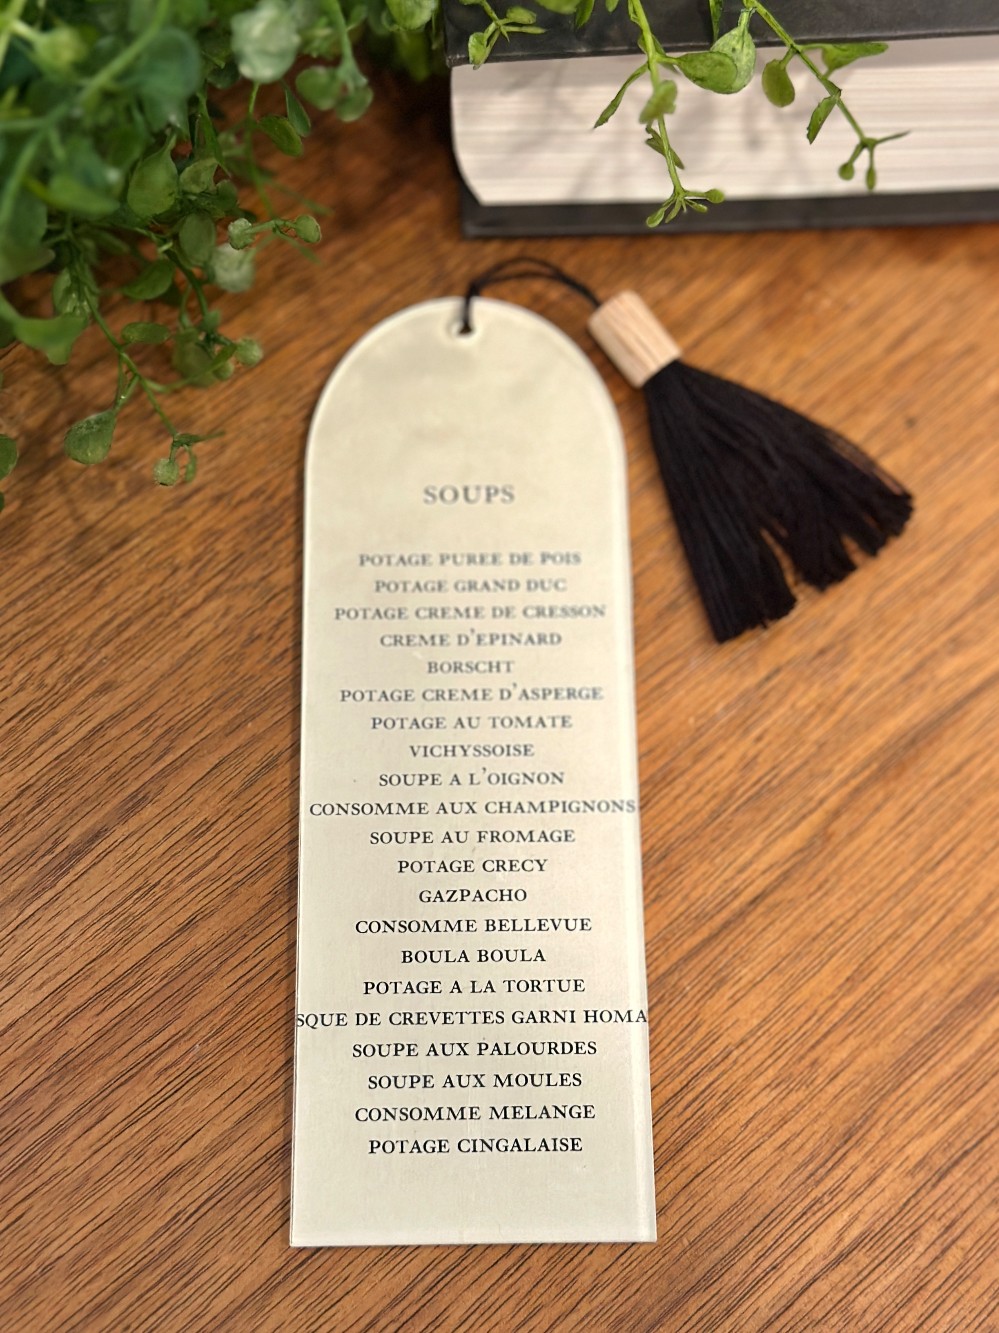 SOUPS
POTAGE PUREE DE POIS
POTAGE GRAND DUC
POTAGE CREME DE CRESSON
CREME D'EPINARD
BORSCHT
POTAGE CREME D'ASPERGE
POTAGE AU TOMATE
VICHYSSOISE
SOUPE A L'OIGNON
CONSOMME AUX CHAMPIGNONS
SOUPE AU FROMAGE
POTAGE CRECY
GAZPACHO
CONSOMME BELLEVUE
BOULA BOULA
POTAGE A LA TORTUE
SQUE DE CREVETTES GARNI HOMA
SOUPE AUX PALOURDES
SOUPE AUX MOULES
CONSOMME MELANGE
POTAGE CINGALAISE